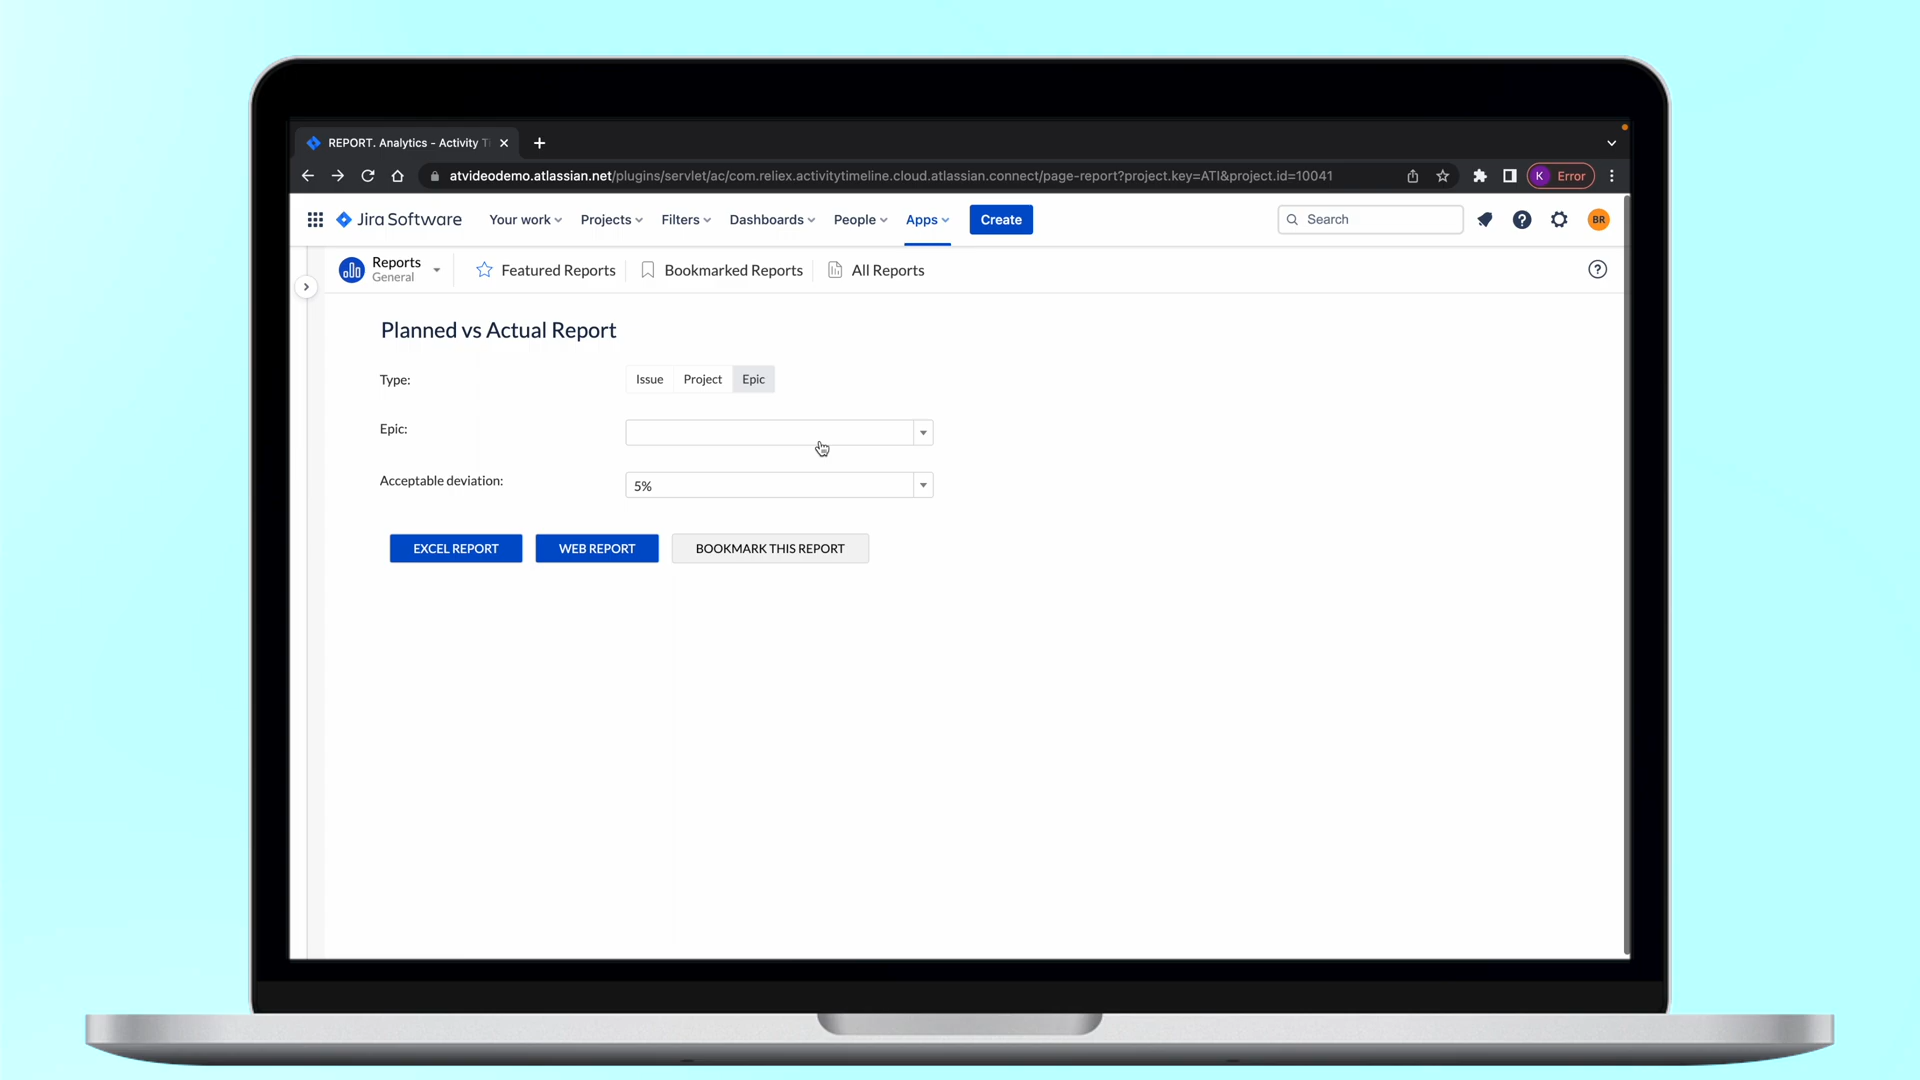 REPORT. Analytics - Activity T
atvideodemo.atlassian.net/plugins/servlet/ac/com.reliex.activitytimeline.cloud.atlassian.connect/page-report?project.key=ATI&project.id=10041
K Error
Jira Software Your work Projects Filters Dashboards People Apps Create Search BR
Reports
General
Featured Reports Bookmarked Reports All Reports
Planned vs Actual Report
Type: Issue Project Epic
Epic:
Acceptable deviation: 5%
EXCEL REPORT WEB REPORT BOOKMARK THIS REPORT